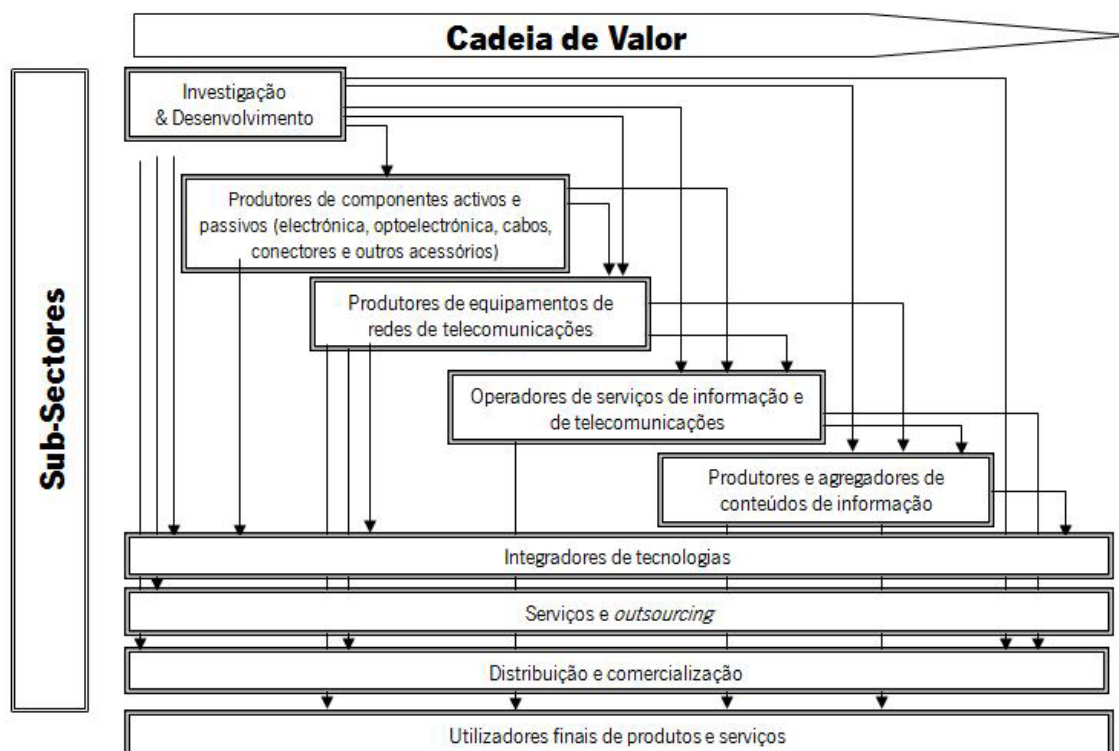 Cadeia de Valor
Sub-Sectores
Investigação
& Desenvolvimento
Produtores de componentes activos e
passivos (electrónica, optoelectrónica, cabos,
conectores e outros acessórios)
Produtores de equipamentos de
redes de telecomunicações
Operadores de serviços de informação e
de telecomunicações
Produtores e agregadores de
conteúdos de informação
Integradores de tecnologias
Serviços e outsourcing
Distribuição e comercialização
Utilizadores finais de produtos e serviços